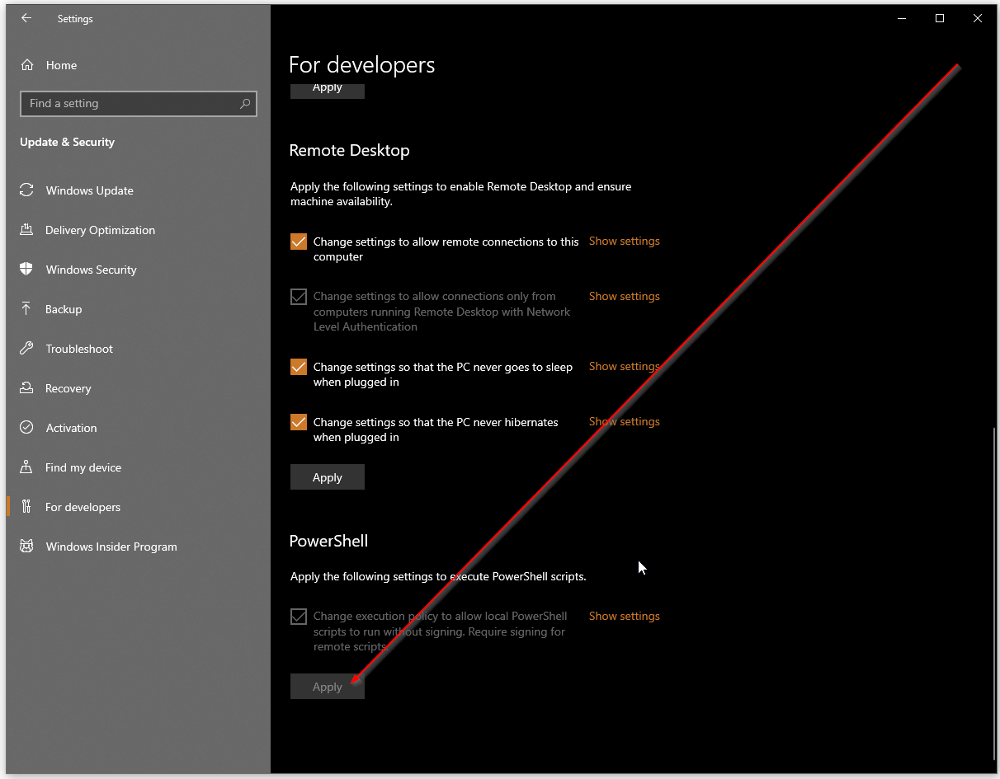 Settings
Home
Find a setting
Update & Security
Windows Update
Delivery Optimization
Windows Security
Backup
Troubleshoot
Recovery
Activation
Find my device
For developers
Windows Insider Program
For developers
Apply
Remote Desktop
Apply the following settings to enable Remote Desktop and ensure
machine availability.
Change settings to allow remote connections to this
computer
Show settings
Change settings to allow connections only from
computers running Remote Desktop with Network
Level Authentication
Show settings
Change settings so that the PC never goes to sleep
when plugged in
Show settings
Change settings so that the PC never hibernates
when plugged in
Show settings
Apply
PowerShell
Apply the following settings to execute PowerShell scripts.
Change execution policy to allow local PowerShell
scripts to run without signing. Require signing for
remote scripts.
Show settings
Apply